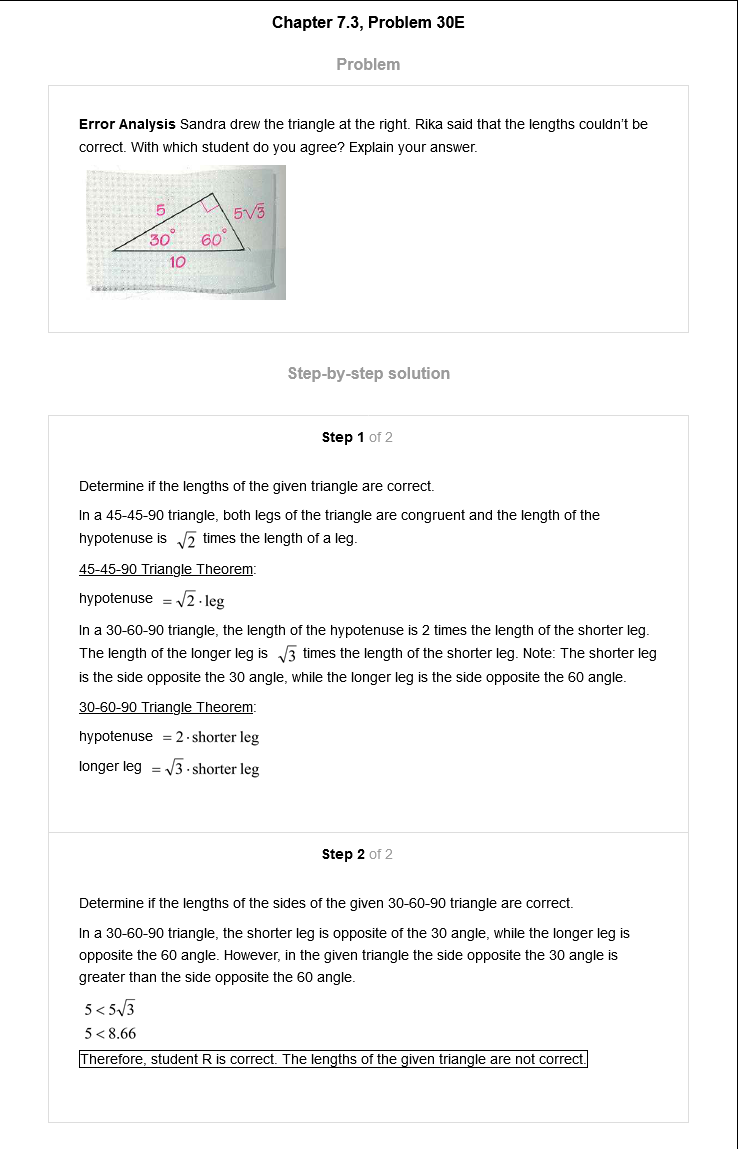 Chapter 7.3, Problem 30E
Problem
Error Analysis Sandra drew the triangle at the right. Rika said that the lengths couldn't be
correct. With which student do you agree? Explain your answer.
5
5√3
30° 60°
10
Step-by-step solution
Step 1 of 2
Determine if the lengths of the given triangle are correct.
In a 45-45-90 triangle, both legs of the triangle are congruent and the length of the
hypotenuse is √2 times the length of a leg.
45-45-90 Triangle Theorem:
hypotenuse = √2 · leg
In a 30-60-90 triangle, the length of the hypotenuse is 2 times the length of the shorter leg.
The length of the longer leg is √3 times the length of the shorter leg. Note: The shorter leg
is the side opposite the 30 angle, while the longer leg is the side opposite the 60 angle.
30-60-90 Triangle Theorem:
hypotenuse = 2 · shorter leg
longer leg = √3 · shorter leg
Step 2 of 2
Determine if the lengths of the sides of the given 30-60-90 triangle are correct.
In a 30-60-90 triangle, the shorter leg is opposite of the 30 angle, while the longer leg is
opposite the 60 angle. However, in the given triangle the side opposite the 30 angle is
greater than the side opposite the 60 angle.
5 < 5√3
5 < 8.66
Therefore, student R is correct. The lengths of the given triangle are not correct.